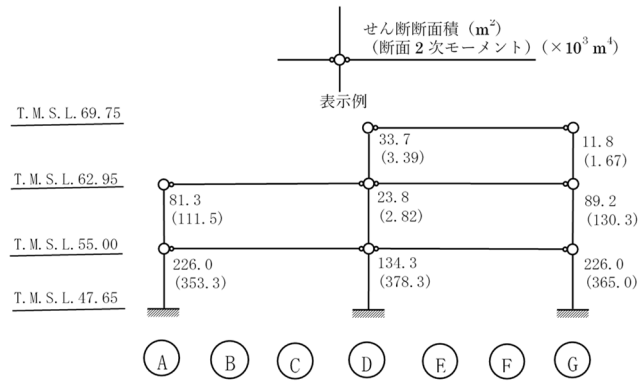 せん断断面積（m²）
（断面2次モーメント）（×10³ m⁴）
表示例
T.M.S.L.69.75
33.7
(3.39)
11.8
(1.67)
T.M.S.L.62.95
81.3
(111.5)
23.8
(2.82)
89.2
(130.3)
T.M.S.L.55.00
226.0
(353.3)
134.3
(378.3)
226.0
(365.0)
T.M.S.L.47.65
A B C D E F G